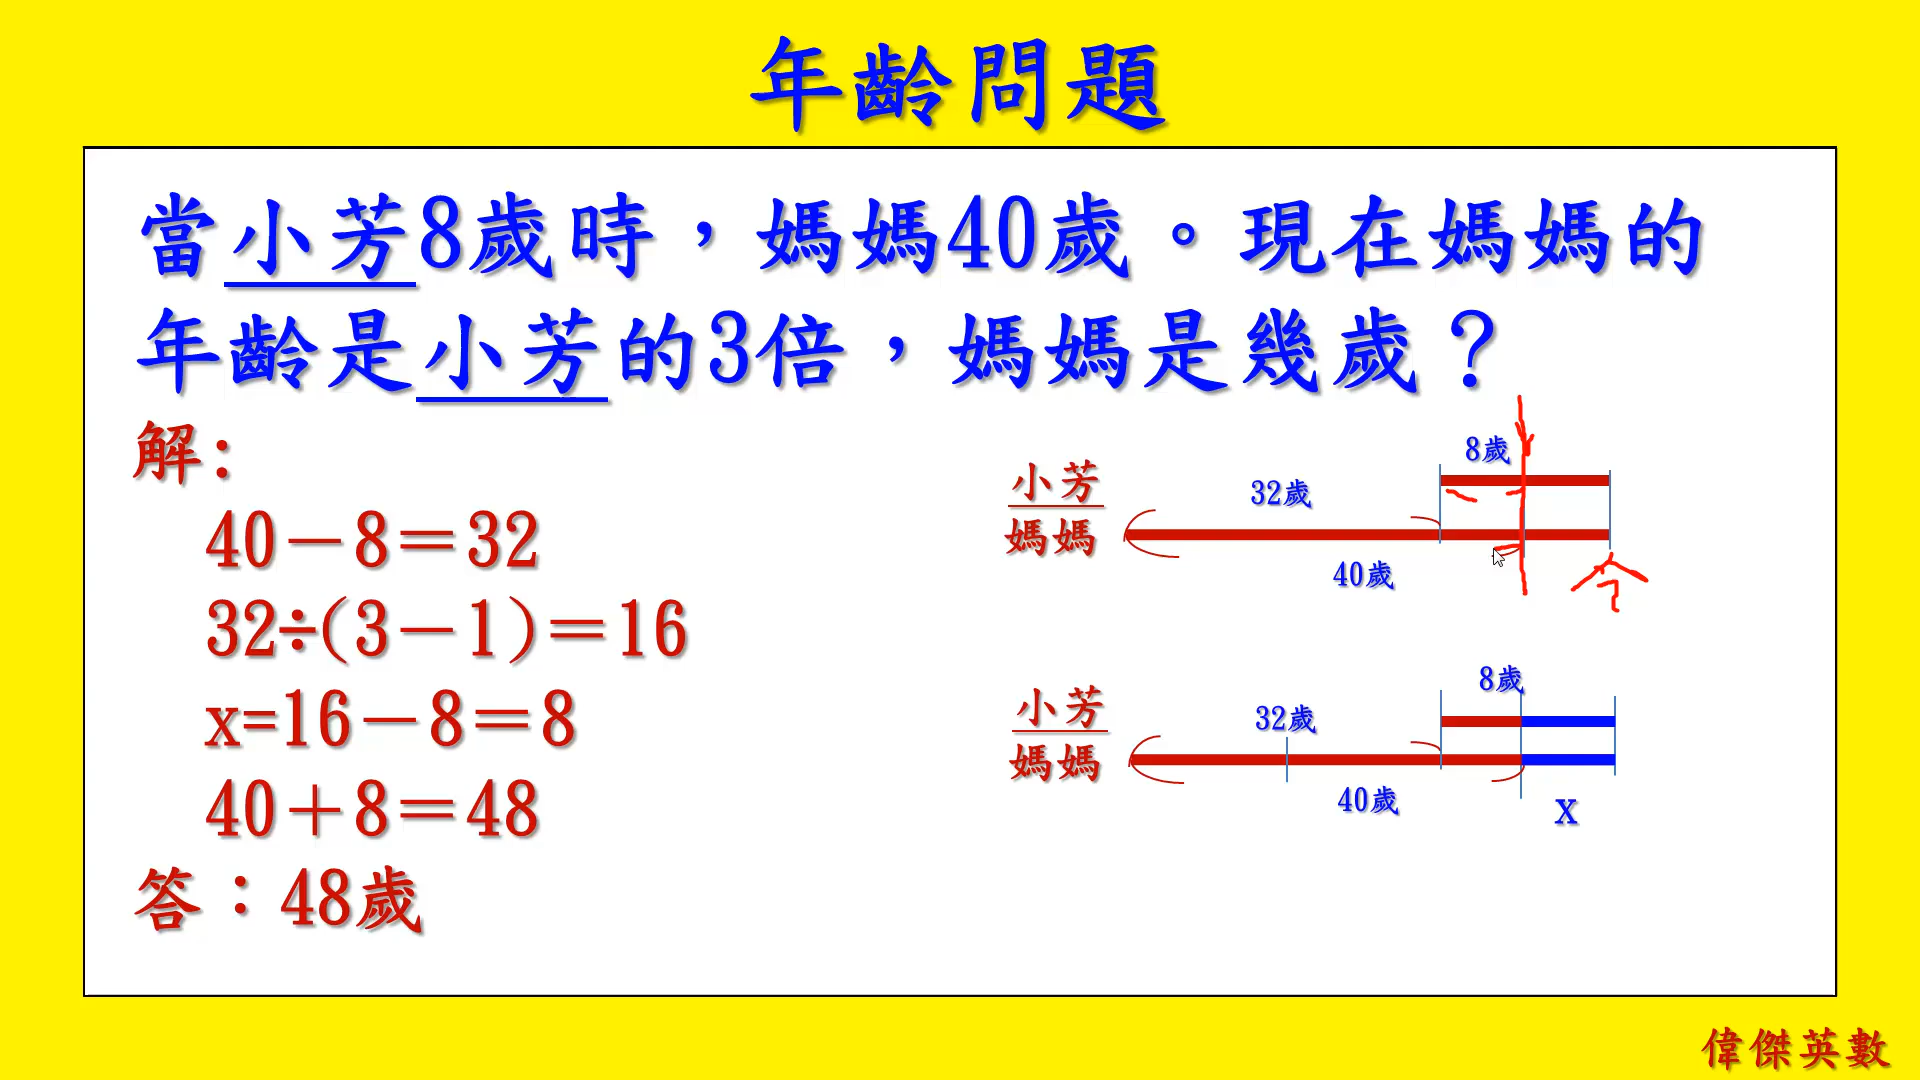 年齡問題
當小芳8歲時，媽媽40歲。現在媽媽的
年齡是小芳的3倍，媽媽是幾歲？
解：
40－8＝32
32÷(3－1)＝16
x=16－8＝8
40＋8＝48
答：48歲
8歲
小芳
32歲
媽媽
40歲
今
8歲
小芳
32歲
媽媽
40歲
x
偉傑英數